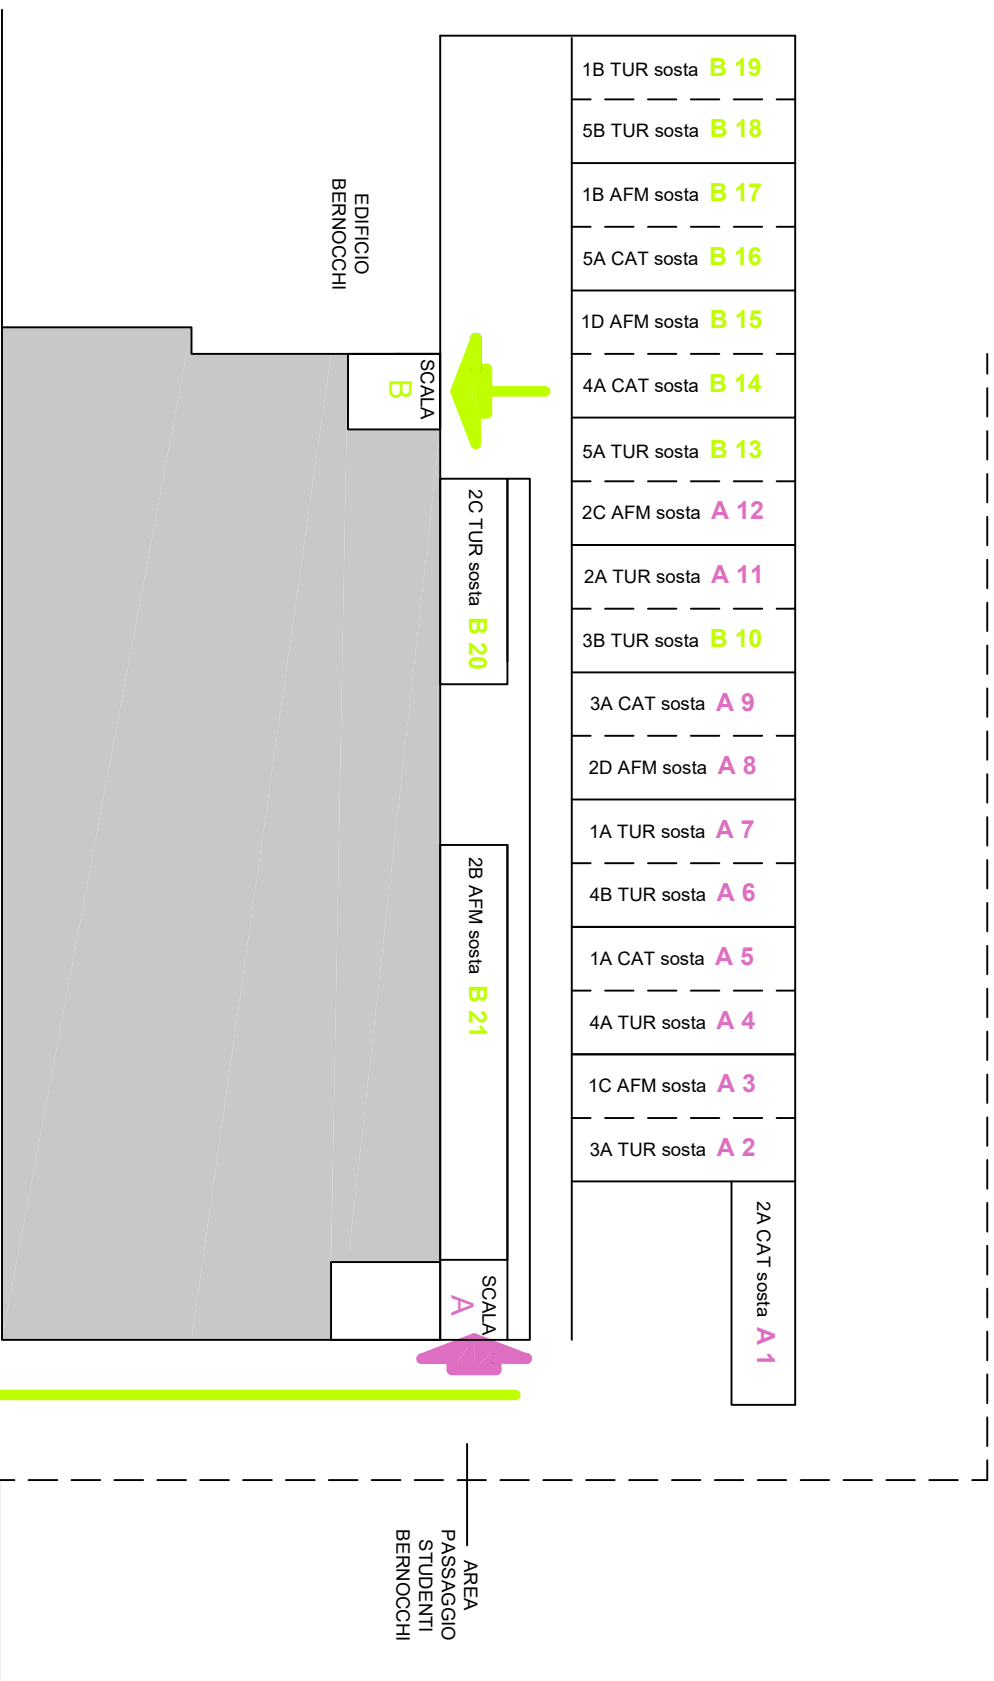 1B TUR sosta B 19
5B TUR sosta B 18
1B AFM sosta B 17
5A CAT sosta B 16
1D AFM sosta B 15
4A CAT sosta B 14
5A TUR sosta B 13
2C AFM sosta A 12
2A TUR sosta A 11
3B TUR sosta B 10
3A CAT sosta A 9
2D AFM sosta A 8
1A TUR sosta A 7
4B TUR sosta A 6
1A CAT sosta A 5
4A TUR sosta A 4
1C AFM sosta A 3
3A TUR sosta A 2
2A CAT sosta A 1
EDIFICIO
BERNOCCHI
SCALA
B
2C TUR sosta B 20
2B AFM sosta B 21
SCALA
A
AREA
PASSAGGIO
STUDENTI
BERNOCCHI